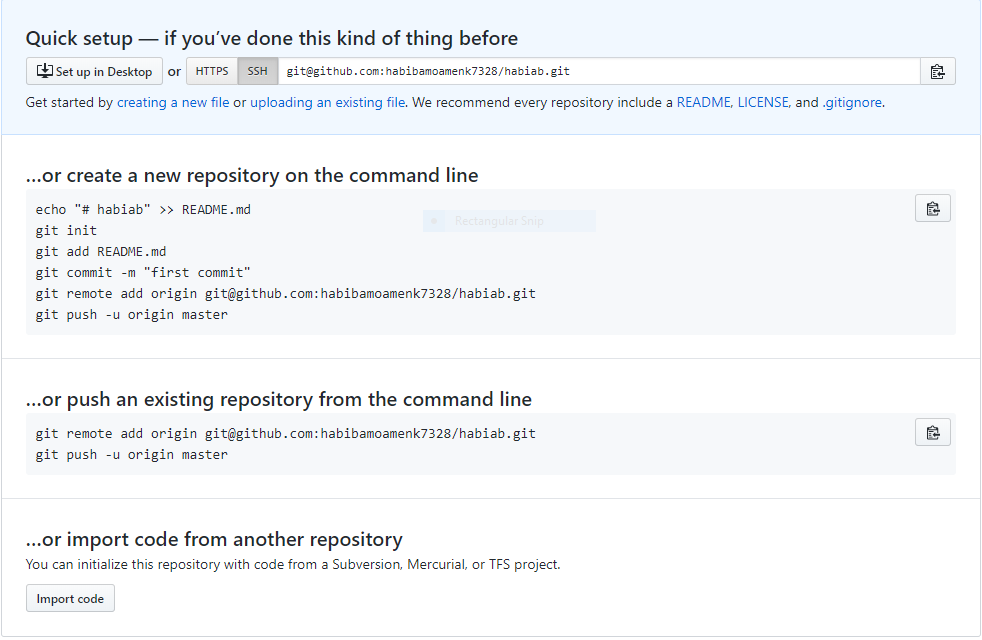 Quick setup — if you’ve done this kind of thing before
Set up in Desktop or HTTPS SSH git@github.com:habibamoamenk7328/habiab.git
Get started by creating a new file or uploading an existing file. We recommend every repository include a README, LICENSE, and .gitignore.
…or create a new repository on the command line
echo "# habiab" >> README.md
Rectangular Snip
git init
git add README.md
git commit -m "first commit"
git remote add origin git@github.com:habibamoamenk7328/habiab.git
git push -u origin master
…or push an existing repository from the command line
git remote add origin git@github.com:habibamoamenk7328/habiab.git
git push -u origin master
…or import code from another repository
You can initialize this repository with code from a Subversion, Mercurial, or TFS project.
Import code